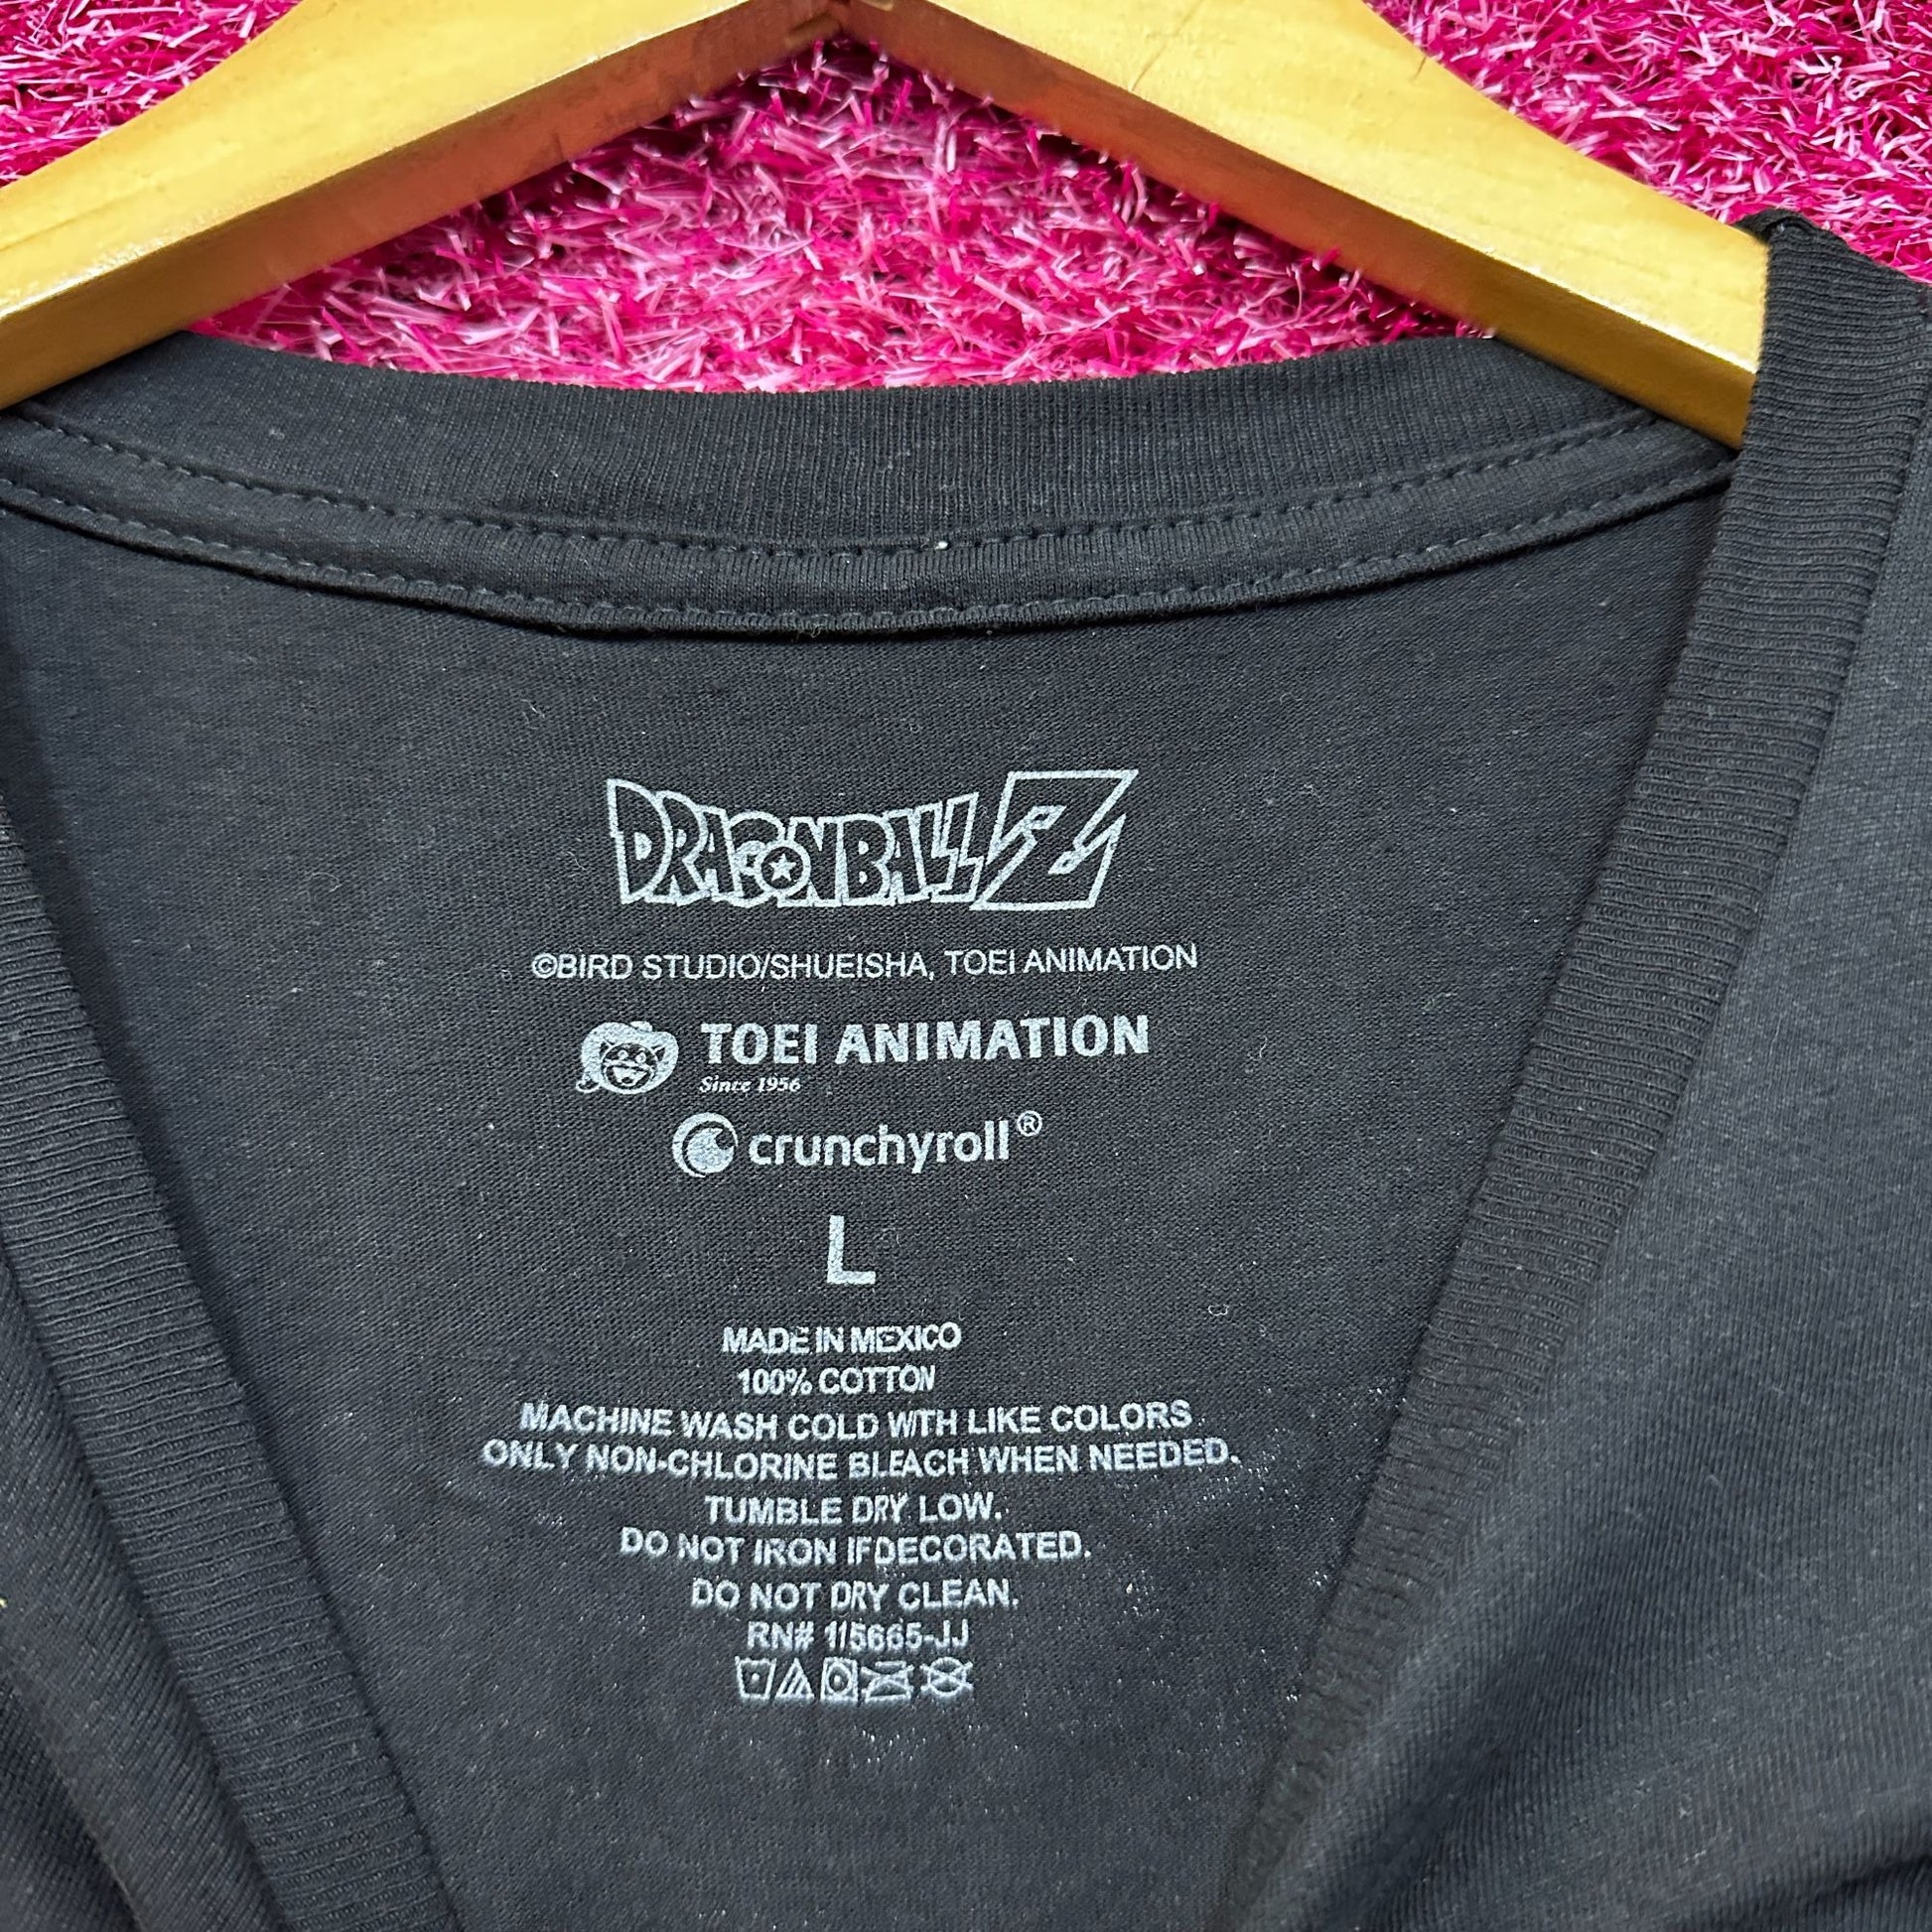 DRAGONBALL Z
©BIRD STUDIO/SHUEISHA, TOEI ANIMATION
TOEI ANIMATION
Since 1956
crunchyroll®
L
MADE IN MEXICO
100% COTTON
MACHINE WASH COLD WITH LIKE COLORS
ONLY NON-CHLORINE BLEACH WHEN NEEDED.
TUMBLE DRY LOW.
DO NOT IRON IF DECORATED.
DO NOT DRY CLEAN.
RN# 115665-JJ